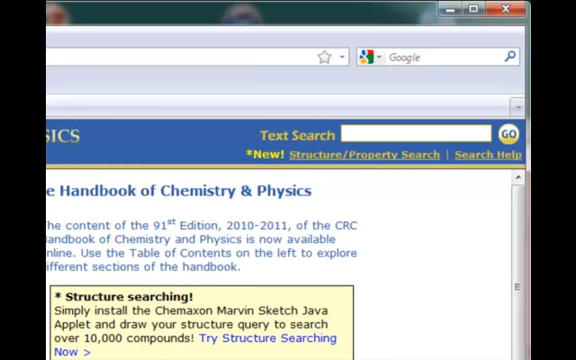 Google
SICS
Text Search
GO
*New! Structure/Property Search | Search Help
e Handbook of Chemistry & Physics
The content of the 91st Edition, 2010-2011, of the CRC
Handbook of Chemistry and Physics is now available
nline. Use the Table of Contents on the left to explore
ifferent sections of the handbook.
* Structure searching!
Simply install the Chemaxon Marvin Sketch Java
Applet and draw your structure query to search
over 10,000 compounds! Try Structure Searching
Now >